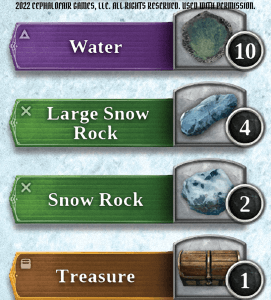 2022 CEPHALOFAIR GAMES, LLC. ALL RIGHTS RESERVED. USED WITH PERMISSION.
Water
10
Large Snow
Rock
4
Snow Rock
2
Treasure
1